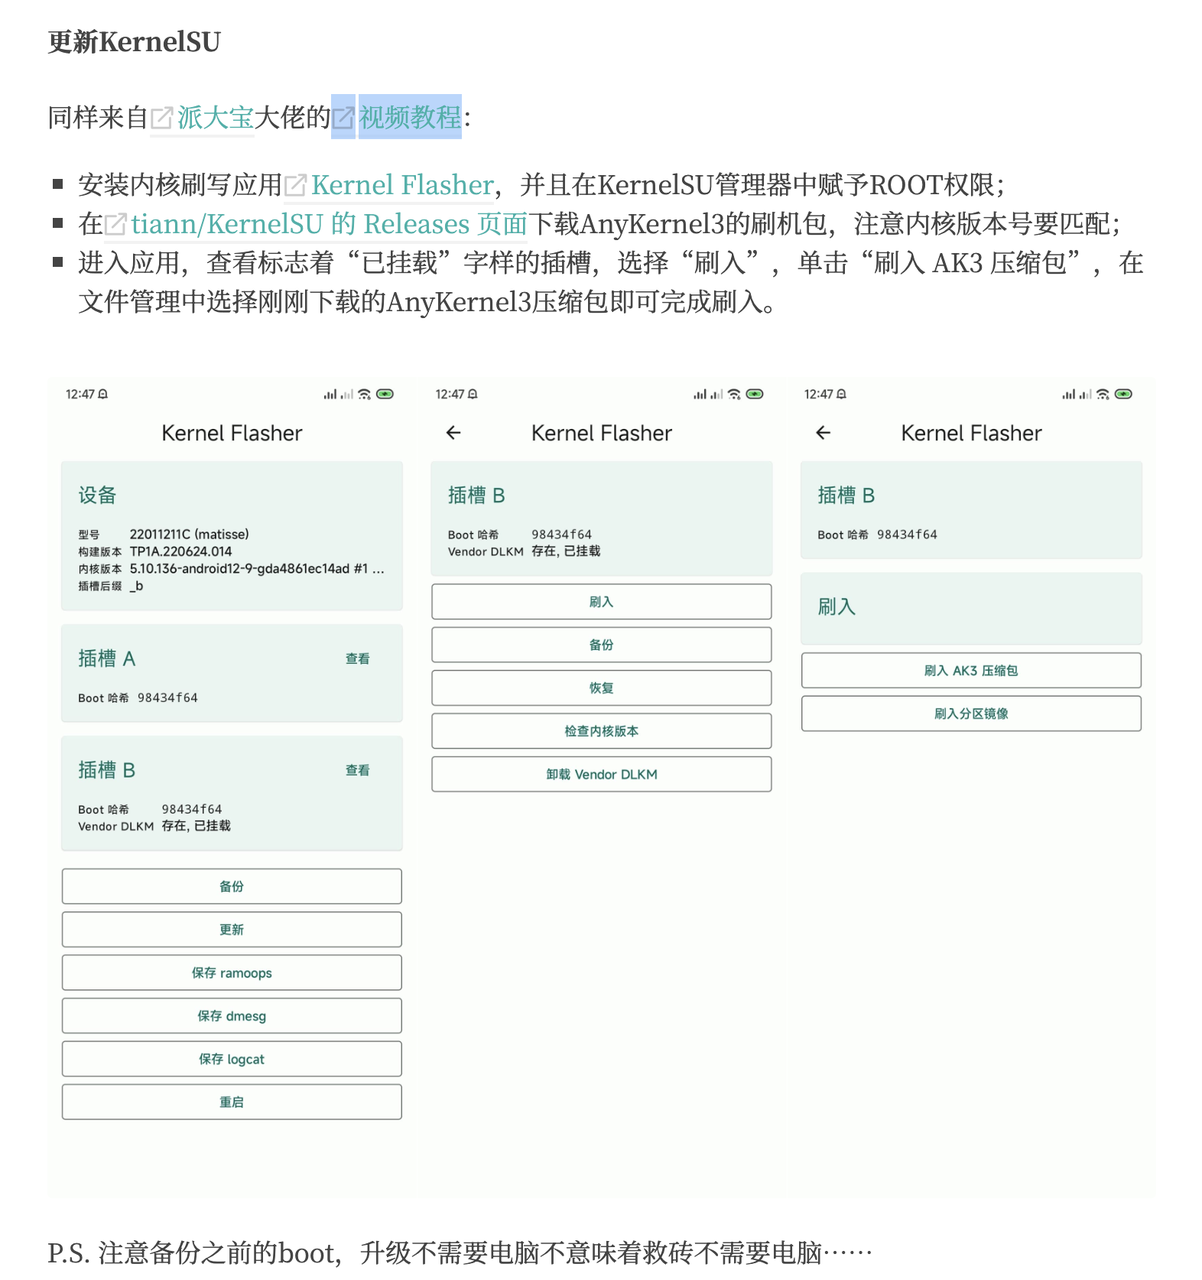 更新KernelSU
同样来自派大宝大佬的视频教程：
安装内核刷写应用Kernel Flasher，并且在KernelSU管理器中赋予ROOT权限；
在tiann/KernelSU 的 Releases 页面下载AnyKernel3的刷机包，注意内核版本号要匹配；
进入应用，查看标志着“已挂载”字样的插槽，选择“刷入”，单击“刷入 AK3 压缩包”，在
文件管理中选择刚刚下载的AnyKernel3压缩包即可完成刷入。
12:47
Kernel Flasher
设备
型号 22011211C (matisse)
构建版本 TP1A.220624.014
内核版本 5.10.136-android12-9-gda4861ec14ad #1 ...
插槽后缀 _b
插槽 A 查看
Boot 哈希 98434f64
插槽 B 查看
Boot 哈希 98434f64
Vendor DLKM 存在, 已挂载
备份
更新
保存 ramoops
保存 dmesg
保存 logcat
重启
12:47
Kernel Flasher
插槽 B
Boot 哈希 98434f64
Vendor DLKM 存在, 已挂载
刷入
备份
恢复
检查内核版本
卸载 Vendor DLKM
12:47
Kernel Flasher
插槽 B
Boot 哈希 98434f64
刷入
刷入 AK3 压缩包
刷入分区镜像
P.S. 注意备份之前的boot，升级不需要电脑不意味着救砖不需要电脑……